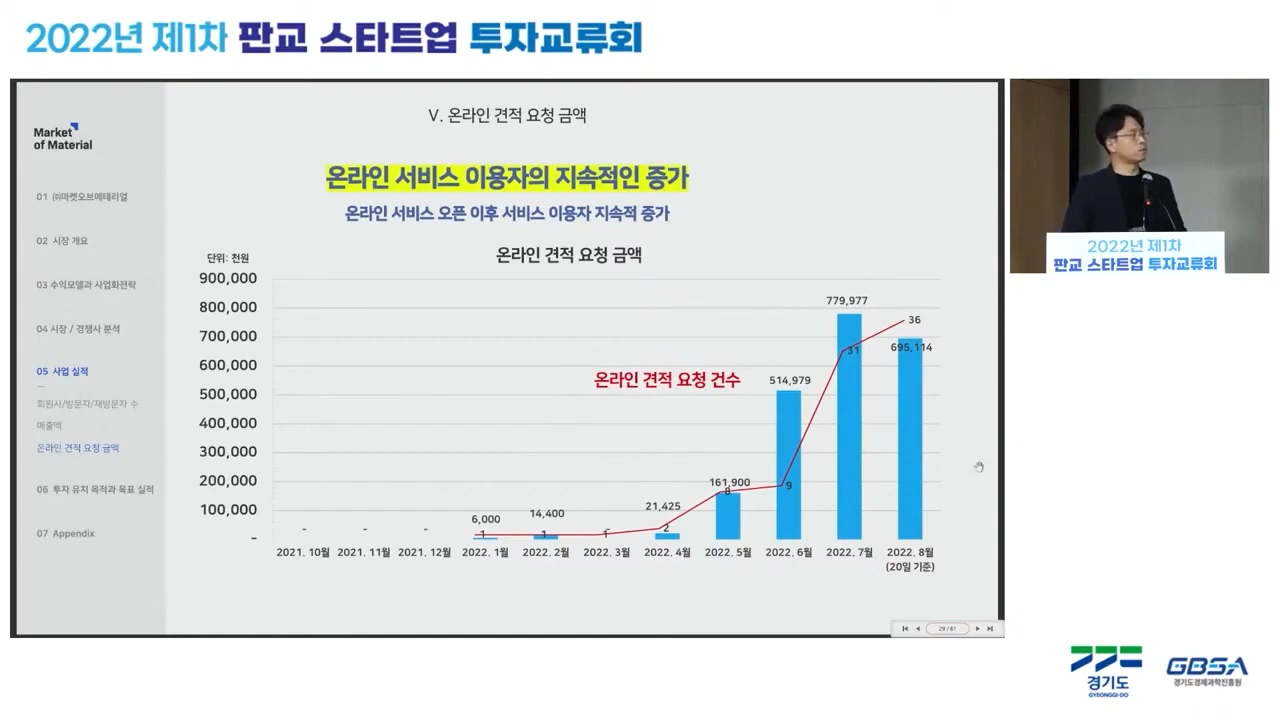 2022년 제1차 판교 스타트업 투자교류회
Market
of Material
01 ㈜마켓오브메테리얼
02 시장 개요
03 수익모델과 사업화전략
04 시장 / 경쟁사 분석
05 사업 실적
회원사/방문자/재방문자 수
매출액
온라인 견적 요청 금액
06 투자 유치 목적과 목표 실적
07 Appendix
V. 온라인 견적 요청 금액
온라인 서비스 이용자의 지속적인 증가
온라인 서비스 오픈 이후 서비스 이용자 지속적 증가
온라인 견적 요청 금액
단위: 천원
900,000
800,000
700,000
600,000
500,000
400,000
300,000
200,000
100,000
-
온라인 견적 요청 건수
- - - 6,000 14,400 - 21,425 161,900 514,979 779,977 695,114
1 1 1 2 8 9 31 36
2021. 10월 2021. 11월 2021. 12월 2022. 1월 2022. 2월 2022. 3월 2022. 4월 2022. 5월 2022. 6월 2022. 7월 2022. 8월
(20일 기준)
29/61
2022년 제1차
판교 스타트업 투자교류회
경기도
GYEONGGI-DO
GBSA
경기도경제과학진흥원